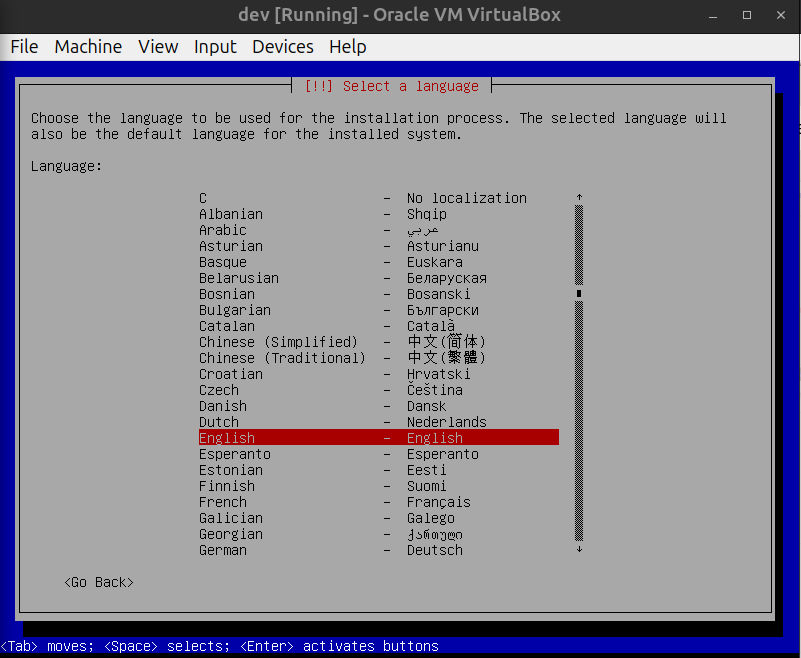 dev [Running] - Oracle VM VirtualBox
File Machine View Input Devices Help
[!!] Select a language
Choose the language to be used for the installation process. The selected language will
also be the default language for the installed system.
Language:
C - No localization
Albanian - Shqip
Arabic - عربي
Asturian - Asturianu
Basque - Euskara
Belarusian - Беларуская
Bosnian - Bosanski
Bulgarian - Български
Catalan - Català
Chinese (Simplified) - 中文(简体)
Chinese (Traditional) - 中文(繁體)
Croatian - Hrvatski
Czech - Čeština
Danish - Dansk
Dutch - Nederlands
English - English
Esperanto - Esperanto
Estonian - Eesti
Finnish - Suomi
French - Français
Galician - Galego
Georgian - ქართული
German - Deutsch
<Go Back>
<Tab> moves; <Space> selects; <Enter> activates buttons